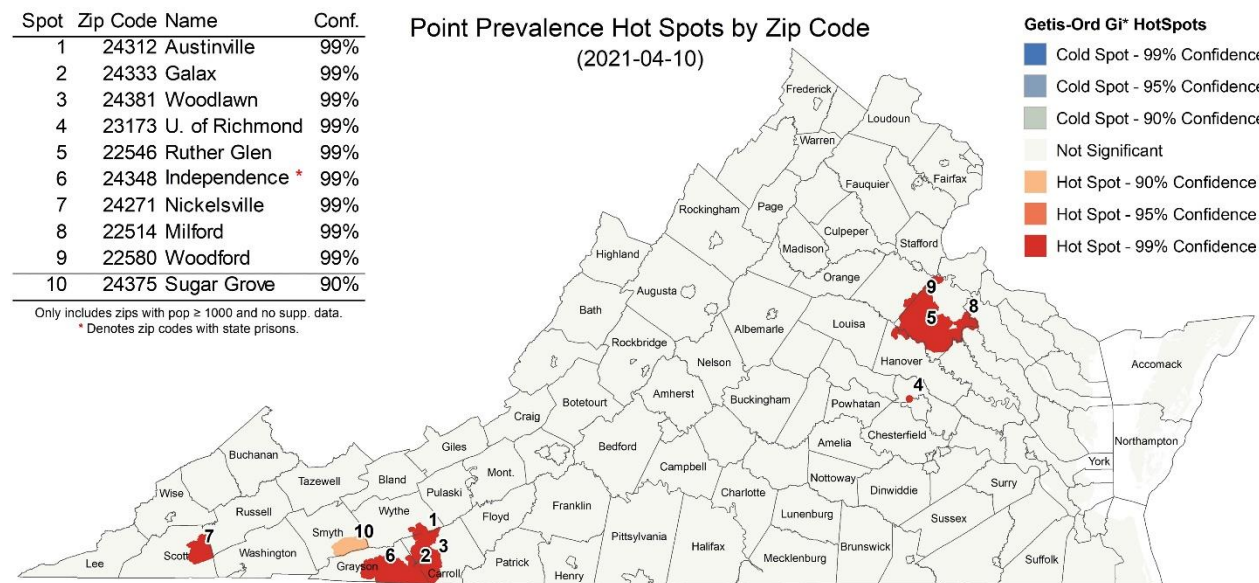 Spot Zip Code Name Conf.
1 24312 Austinville 99%
2 24333 Galax 99%
3 24381 Woodlawn 99%
4 23173 U. of Richmond 99%
5 22546 Ruther Glen 99%
6 24348 Independence * 99%
7 24271 Nickelsville 99%
8 22514 Milford 99%
9 22580 Woodford 99%
10 24375 Sugar Grove 90%
Only includes zips with pop ≥ 1000 and no supp. data.
* Denotes zip codes with state prisons.
Point Prevalence Hot Spots by Zip Code
(2021-04-10)
Getis-Ord Gi* HotSpots
Cold Spot - 99% Confidence
Cold Spot - 95% Confidence
Cold Spot - 90% Confidence
Not Significant
Hot Spot - 90% Confidence
Hot Spot - 95% Confidence
Hot Spot - 99% Confidence
Frederick
Loudoun
Warren
Fairfax
Fauquier
Rockingham
Page
Culpeper
Stafford
Madison
Highland
Orange
9
Augusta
Bath
8
5
Louisa
Albemarle
Rockbridge
Hanover
Nelson
Accomack
4
Botetourt
Amherst
Buckingham
Powhatan
Craig
Chesterfield
Northampton
Amelia
Giles
Bedford
Buchanan
York
Campbell
Mont.
Bland
Tazewell
Nottoway
Dinwiddie
Surry
Wise
Pulaski
Charlotte
Franklin
Wythe
Russell
Lunenburg
Floyd
1
Sussex
Smyth
10
7
Pittsylvania
3
Halifax
Washington
Scott
6
2
Mecklenburg
Brunswick
Suffolk
Lee
Grayson
Patrick
Carroll
Henry